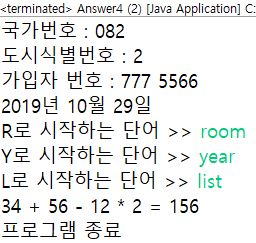 <terminated> Answer4 (2) [Java Application] C:
국가번호 : 082
도시식별번호 : 2
가입자 번호 : 777 5566
2019년 10월 29일
R로 시작하는 단어 >> room
Y로 시작하는 단어 >> year
L로 시작하는 단어 >> list
34 + 56 - 12 * 2 = 156
프로그램 종료